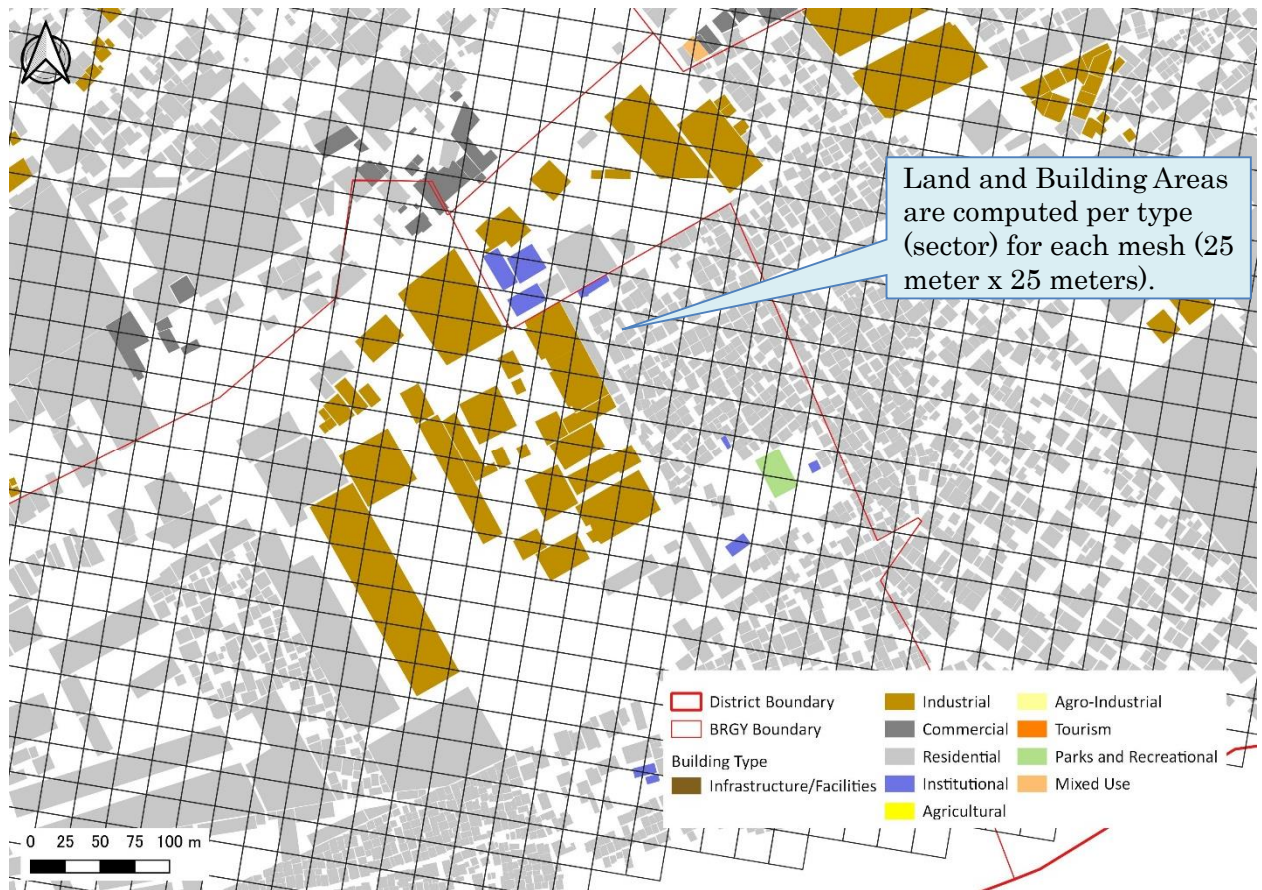 Land and Building Areas
are computed per type
(sector) for each mesh (25
meter x 25 meters).
District Boundary
BRGY Boundary
Building Type
Infrastructure/Facilities
Industrial
Commercial
Residential
Institutional
Agricultural
Agro-Industrial
Tourism
Parks and Recreational
Mixed Use
0 25 50 75 100 m